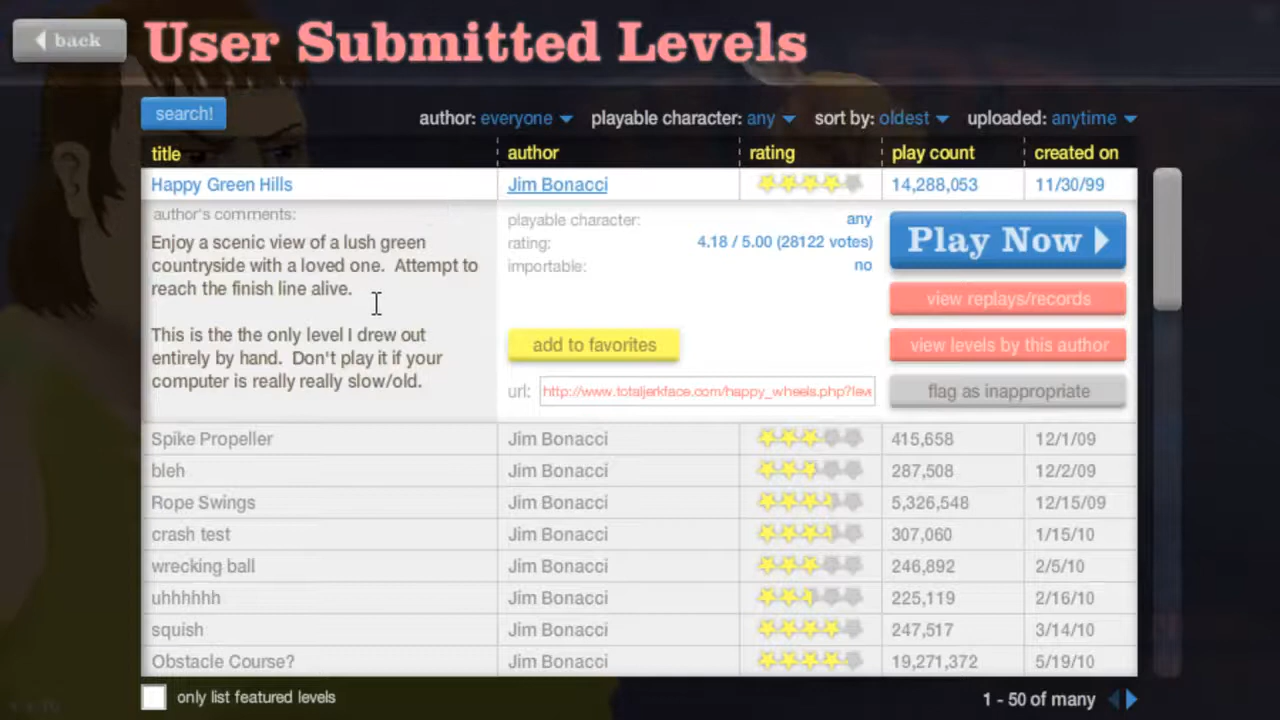 back
User Submitted Levels
search!
author: everyone playable character: any sort by: oldest uploaded: anytime
title author rating play count created on
Happy Green Hills Jim Bonacci 14,288,053 11/30/99
author's comments:
Enjoy a scenic view of a lush green
countryside with a loved one. Attempt to
reach the finish line alive.
This is the the only level I drew out
entirely by hand. Don't play it if your
computer is really really slow/old.
playable character: any
rating: 4.18 / 5.00 (28122 votes)
importable: no
add to favorites
url: http://www.totaljerkface.com/happy_wheels.php?leve
Play Now
view replays/records
view levels by this author
flag as inappropriate
Spike Propeller Jim Bonacci 415,658 12/1/09
bleh Jim Bonacci 287,508 12/2/09
Rope Swings Jim Bonacci 5,326,548 12/15/09
crash test Jim Bonacci 307,060 1/15/10
wrecking ball Jim Bonacci 246,892 2/5/10
uhhhhhh Jim Bonacci 225,119 2/16/10
squish Jim Bonacci 247,517 3/14/10
Obstacle Course? Jim Bonacci 19,271,372 5/19/10
only list featured levels 1 - 50 of many